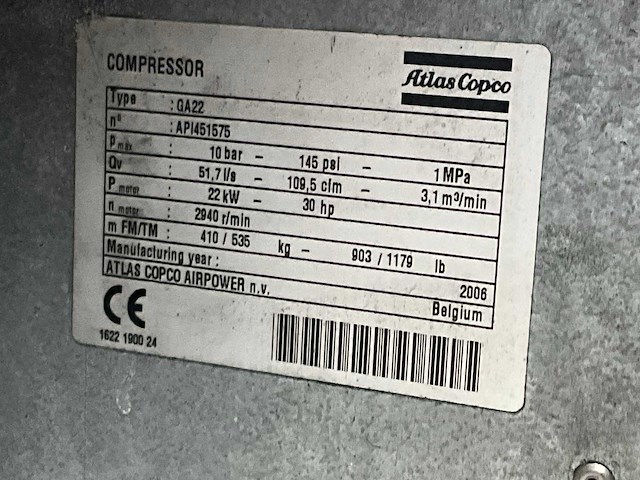 COMPRESSOR
Atlas Copco
Type : GA22
n° : API451575
Pmax : 10 bar – 145 psi – 1 MPa
Qv : 51,7 l/s – 109,5 cfm – 3,1 m³/min
P motor : 22 kW – 30 hp
n motor : 2940 r/min
m FM/TM : 410 / 535 kg – 903 / 1179 lb
Manufacturing year : 2006
ATLAS COPCO AIRPOWER n.v. Belgium
CE
1622 1900 24